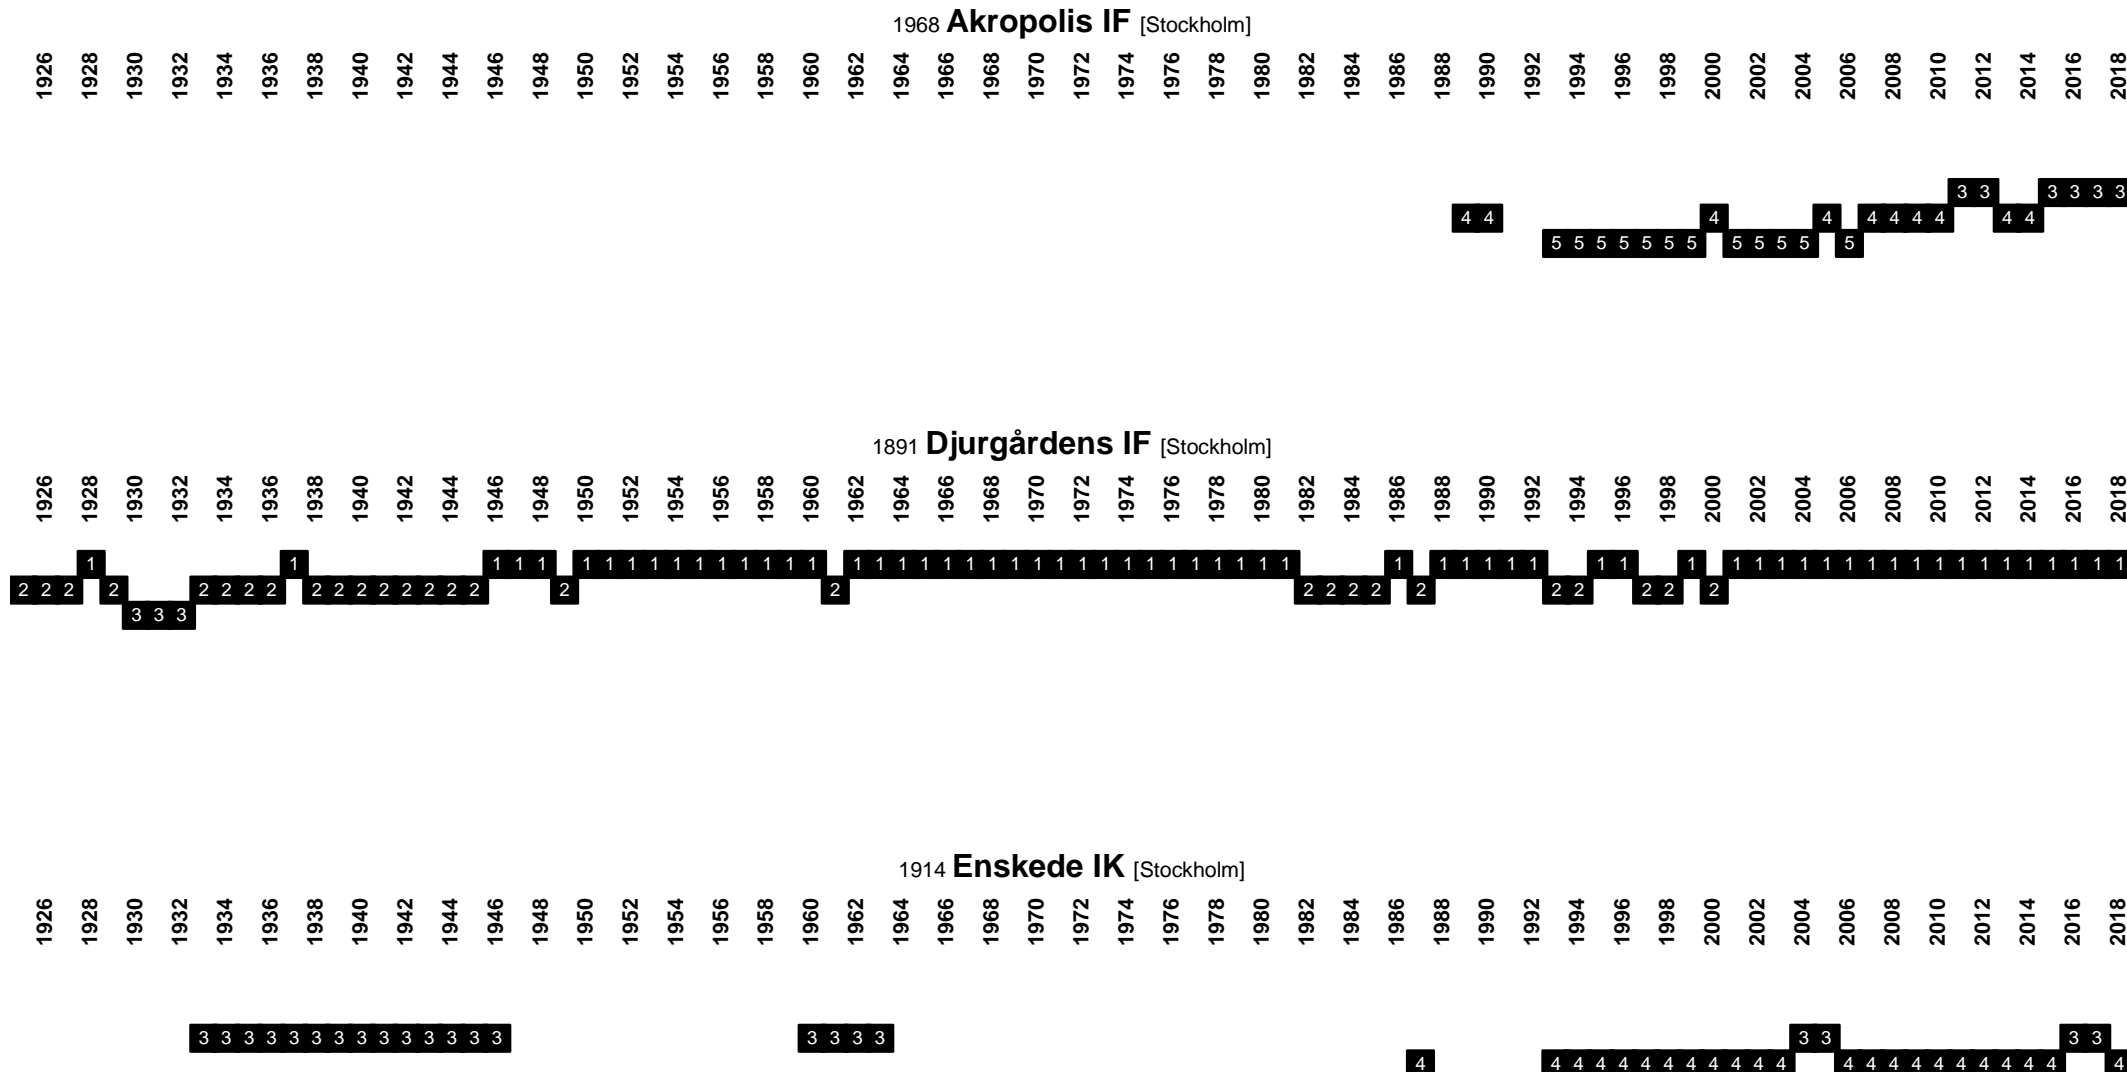 1968 Akropolis IF [Stockholm]
1926 1928 1930 1932 1934 1936 1938 1940 1942 1944 1946 1948 1950 1952 1954 1956 1958 1960 1962 1964 1966 1968 1970 1972 1974 1976 1978 1980 1982 1984 1986 1988 1990 1992 1994 1996 1998 2000 2002 2004 2006 2008 2010 2012 2014 2016 2018
3 3 3 3 3 3
4 4 4 4 4 4 4 4 4 4
5 5 5 5 5 5 5 5 5 5 5 5
1891 Djurgårdens IF [Stockholm]
1926 1928 1930 1932 1934 1936 1938 1940 1942 1944 1946 1948 1950 1952 1954 1956 1958 1960 1962 1964 1966 1968 1970 1972 1974 1976 1978 1980 1982 1984 1986 1988 1990 1992 1994 1996 1998 2000 2002 2004 2006 2008 2010 2012 2014 2016 2018
1 1 1 1 1 1 1 1 1 1 1 1 1 1 1 1 1 1 1 1 1 1 1 1 1 1 1 1 1 1 1 1 1 1 1 1 1 1 1 1 1 1 1 1 1 1 1 1 1 1 1 1 1 1 1 1 1 1 1 1 1 1 1
2 2 2 2 2 2 2 2 2 2 2 2 2 2 2 2 2 2 2 2 2 2 2 2 2 2 2 2
3 3 3
1914 Enskede IK [Stockholm]
1926 1928 1930 1932 1934 1936 1938 1940 1942 1944 1946 1948 1950 1952 1954 1956 1958 1960 1962 1964 1966 1968 1970 1972 1974 1976 1978 1980 1982 1984 1986 1988 1990 1992 1994 1996 1998 2000 2002 2004 2006 2008 2010 2012 2014 2016 2018
3 3 3 3 3 3 3 3 3 3 3 3 3 3 3 3 3 3 3 3 3 3
4 4 4 4 4 4 4 4 4 4 4 4 4 4 4 4 4 4 4 4 4 4 4